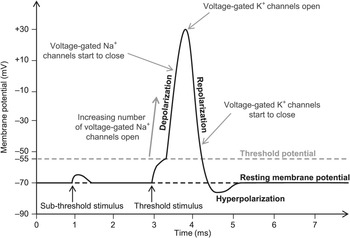 Voltage-gated K⁺ channels open
+30
Voltage-gated Na⁺
channels start to close
+10
Depolarization
Repolarization
Voltage-gated K⁺ channels
start to close
−10
Increasing number
of voltage-gated Na⁺
channels open
−30
Membrane potential (mV)
−50
−55
Threshold potential
−70
Resting membrane potential
Hyperpolarization
Sub-threshold stimulus
Threshold stimulus
−90
0
1
2
3
4
5
6
7
Time (ms)